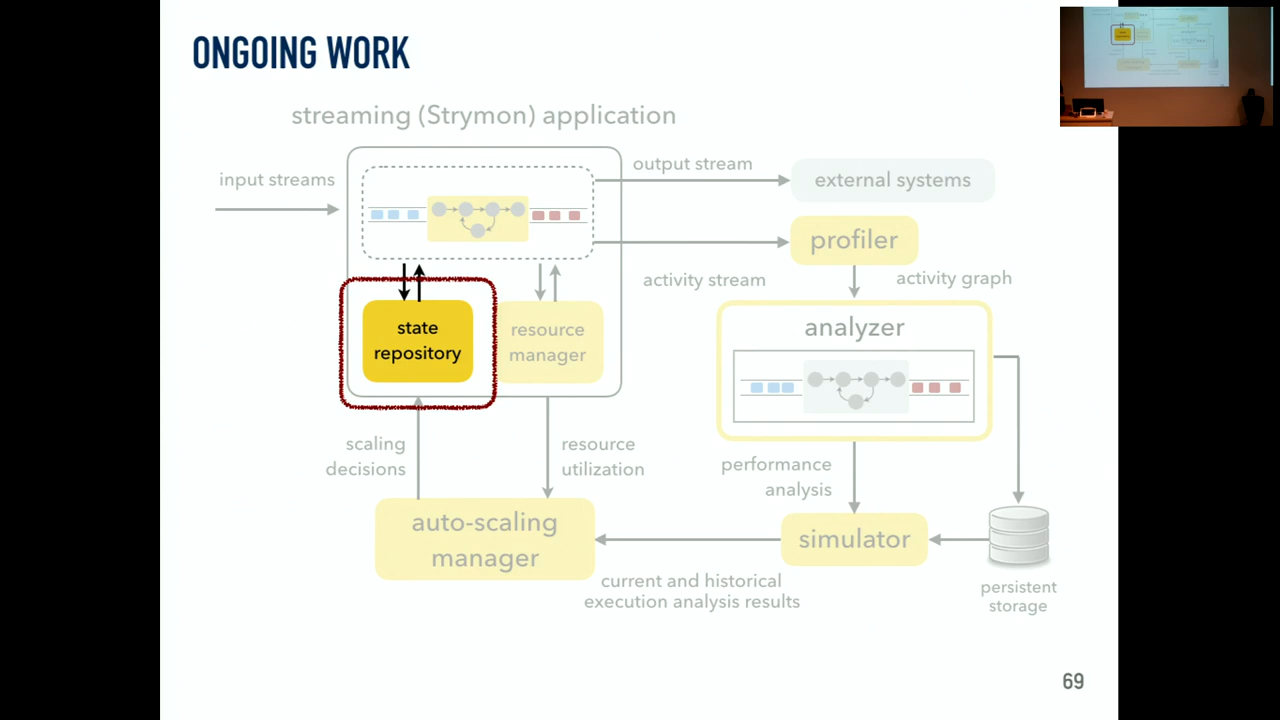 ONGOING WORK
streaming (Strymon) application
input streams
output stream
external systems
profiler
activity stream
activity graph
state
repository
resource
manager
analyzer
scaling
decisions
resource
utilization
performance
analysis
auto-scaling
manager
simulator
current and historical
execution analysis results
persistent
storage
69